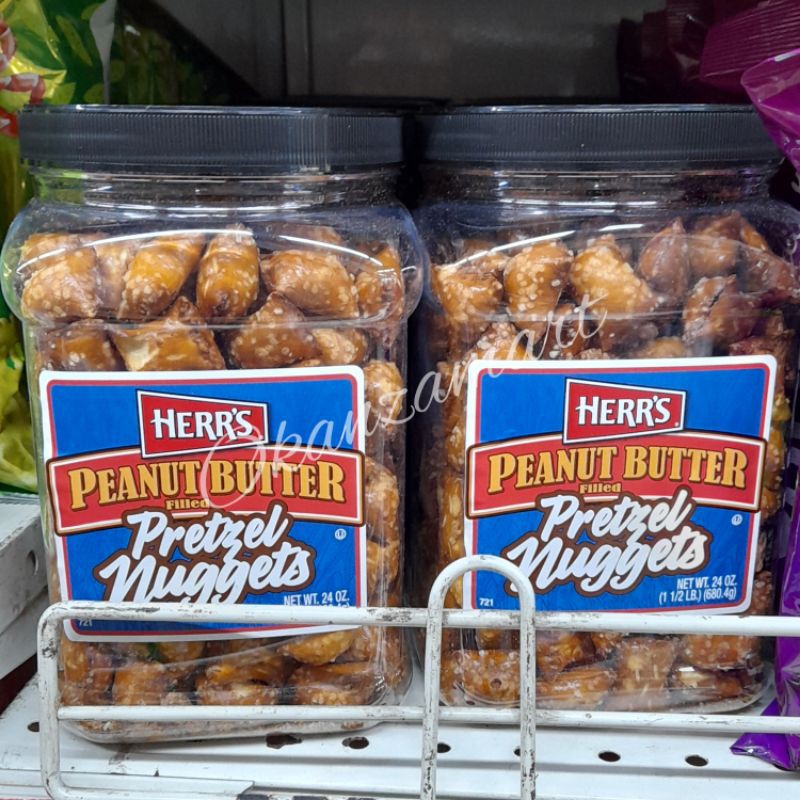 HERR'S
PEANUT BUTTER
Filled
Pretzel
Nuggets
NET WT. 24 OZ.
721
HERR'S
PEANUT BUTTER
Filled
Pretzel
Nuggets
NET WT. 24 OZ.
(1 1/2 LB.) (680.4g)
721
Okanzamart